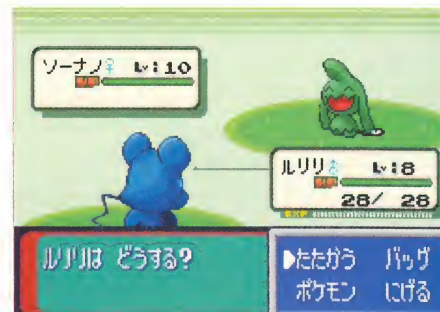 ソーナノ♀ Lv:10
HP
ルリリ♂ Lv:8
HP
28/ 28
EXP
ルリリは どうする?
▶たたかう バッグ
ポケモン にげる